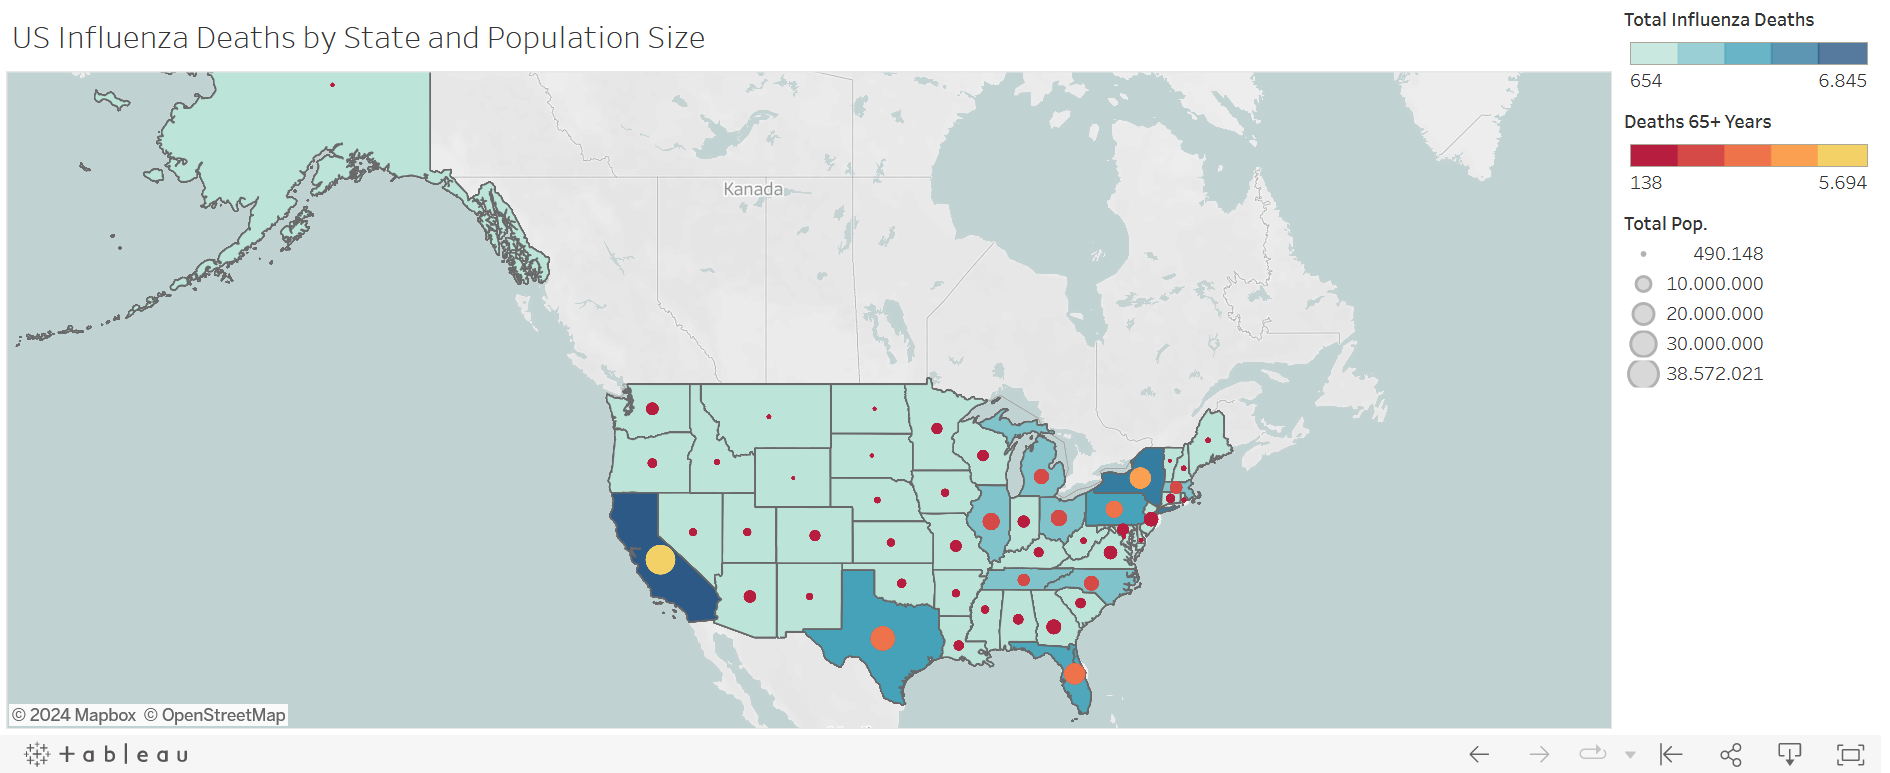 US Influenza Deaths by State and Population Size
Total Influenza Deaths
654 6.845
Deaths 65+ Years
138 5.694
Total Pop.
490.148
10.000.000
20.000.000
30.000.000
38.572.021
Kanada
© 2024 Mapbox © OpenStreetMap
+ a b | e a u